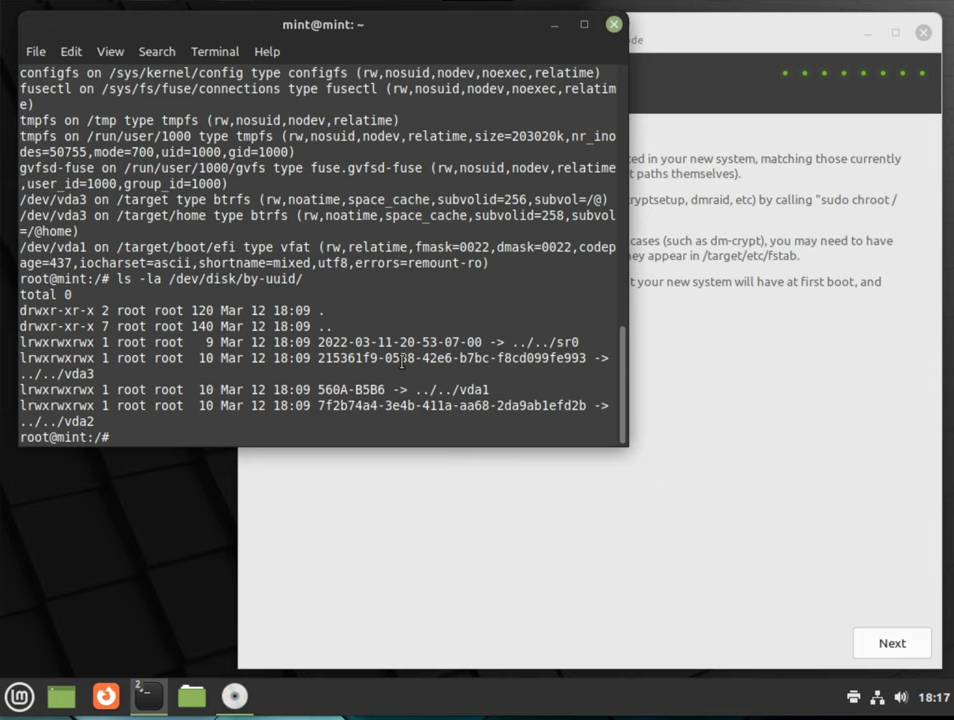 mint@mint: ~
de
File Edit View Search Terminal Help
configfs on /sys/kernel/config type configfs (rw,nosuid,nodev,noexec,relatime)
fusectl on /sys/fs/fuse/connections type fusectl (rw,nosuid,nodev,noexec,relatim
e)
tmpfs on /tmp type tmpfs (rw,nosuid,nodev,relatime)
tmpfs on /run/user/1000 type tmpfs (rw,nosuid,nodev,relatime,size=203020k,nr_ino
des=50755,mode=700,uid=1000,gid=1000)
gvfsd-fuse on /run/user/1000/gvfs type fuse.gvfsd-fuse (rw,nosuid,nodev,relatime
,user_id=1000,group_id=1000)
/dev/vda3 on /target type btrfs (rw,noatime,space_cache,subvolid=256,subvol=/@)
/dev/vda3 on /target/home type btrfs (rw,noatime,space_cache,subvolid=258,subvol
=/@home)
/dev/vda1 on /target/boot/efi type vfat (rw,relatime,fmask=0022,dmask=0022,codep
age=437,iocharset=ascii,shortname=mixed,utf8,errors=remount-ro)
root@mint:/# ls -la /dev/disk/by-uuid/
total 0
drwxr-xr-x 2 root root 120 Mar 12 18:09 .
drwxr-xr-x 7 root root 140 Mar 12 18:09 ..
lrwxrwxrwx 1 root root   9 Mar 12 18:09 2022-03-11-20-53-07-00 -> ../../sr0
lrwxrwxrwx 1 root root  10 Mar 12 18:09 215361f9-0538-42e6-b7bc-f8cd099fe993 ->
../../vda3
lrwxrwxrwx 1 root root  10 Mar 12 18:09 560A-B5B6 -> ../../vda1
lrwxrwxrwx 1 root root  10 Mar 12 18:09 7f2b74a4-3e4b-411a-aa68-2da9ab1efd2b ->
../../vda2
root@mint:/#
ted in your new system, matching those currently
t paths themselves).
ryptsetup, dmraid, etc) by calling "sudo chroot /
cases (such as dm-crypt), you may need to have
hey appear in /target/etc/fstab.
t your new system will have at first boot, and
Next
2
lm
18:17